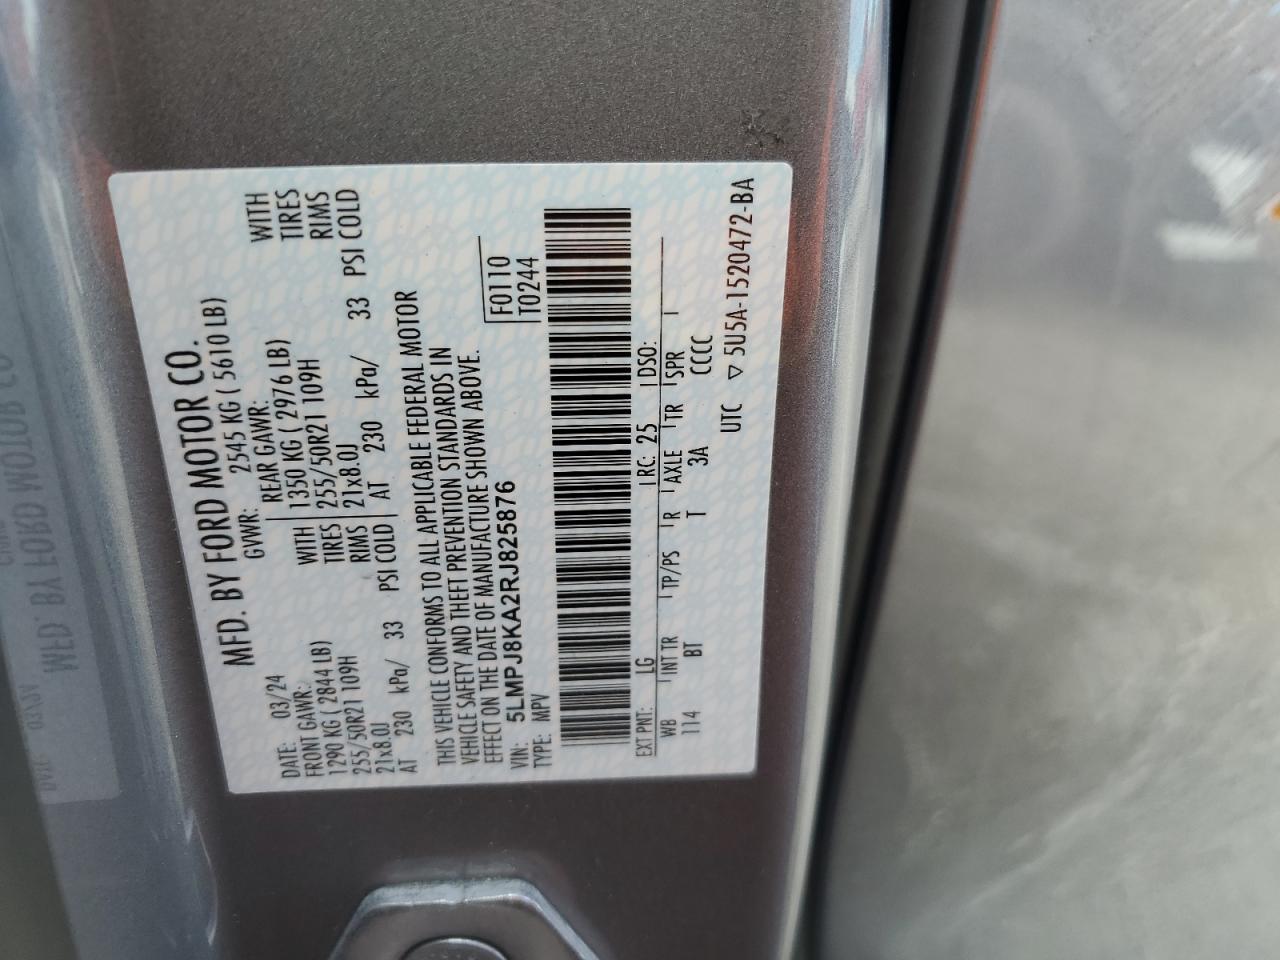 MFD. BY FORD MOTOR CO.
DATE: 03/24 GVWR: 2545 KG ( 5610 LB)
FRONT GAWR: REAR GAWR:
1290 KG ( 2844 LB) WITH 1350 KG ( 2976 LB) WITH
255/50R21 109H TIRES 255/50R21 109H TIRES
21x8.0J RIMS 21x8.0J RIMS
AT 230 kPa/ 33 PSI COLD AT 230 kPa/ 33 PSI COLD
THIS VEHICLE CONFORMS TO ALL APPLICABLE FEDERAL MOTOR
VEHICLE SAFETY AND THEFT PREVENTION STANDARDS IN
EFFECT ON THE DATE OF MANUFACTURE SHOWN ABOVE.
VIN: 5LMPJ8KA2RJ825876 F0110
TYPE: MPV T0244
EXT PNT: LG RC: 25 DSO:
WB INT TR TP/PS R AXLE TR SPR
114 BT T 3A CCCC
UTC ▽ 5U5A-1520472-BA